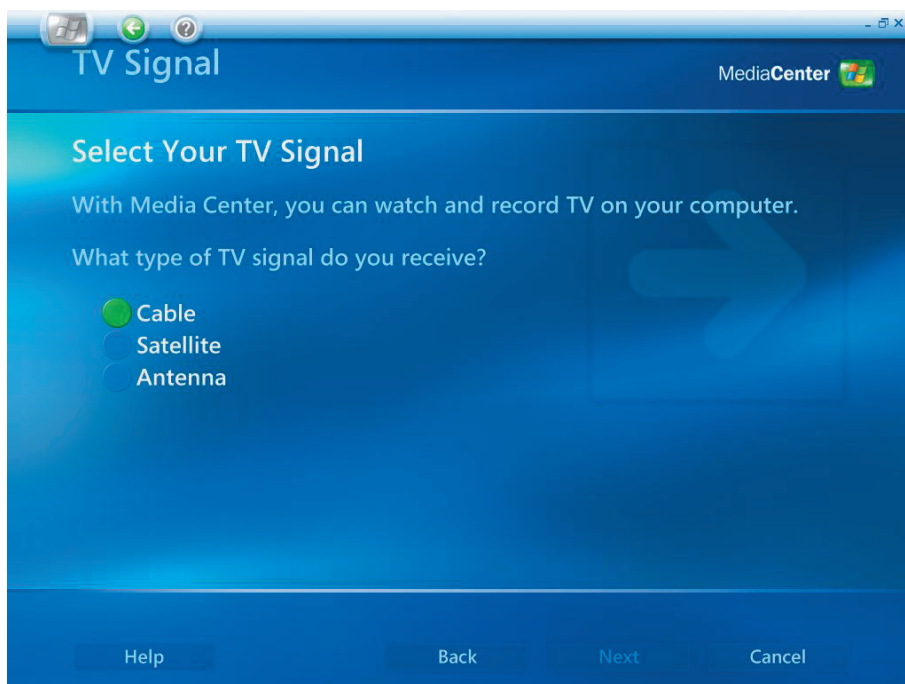 TV Signal
MediaCenter
Select Your TV Signal
With Media Center, you can watch and record TV on your computer.
What type of TV signal do you receive?
Cable
Satellite
Antenna
Help Back Next Cancel